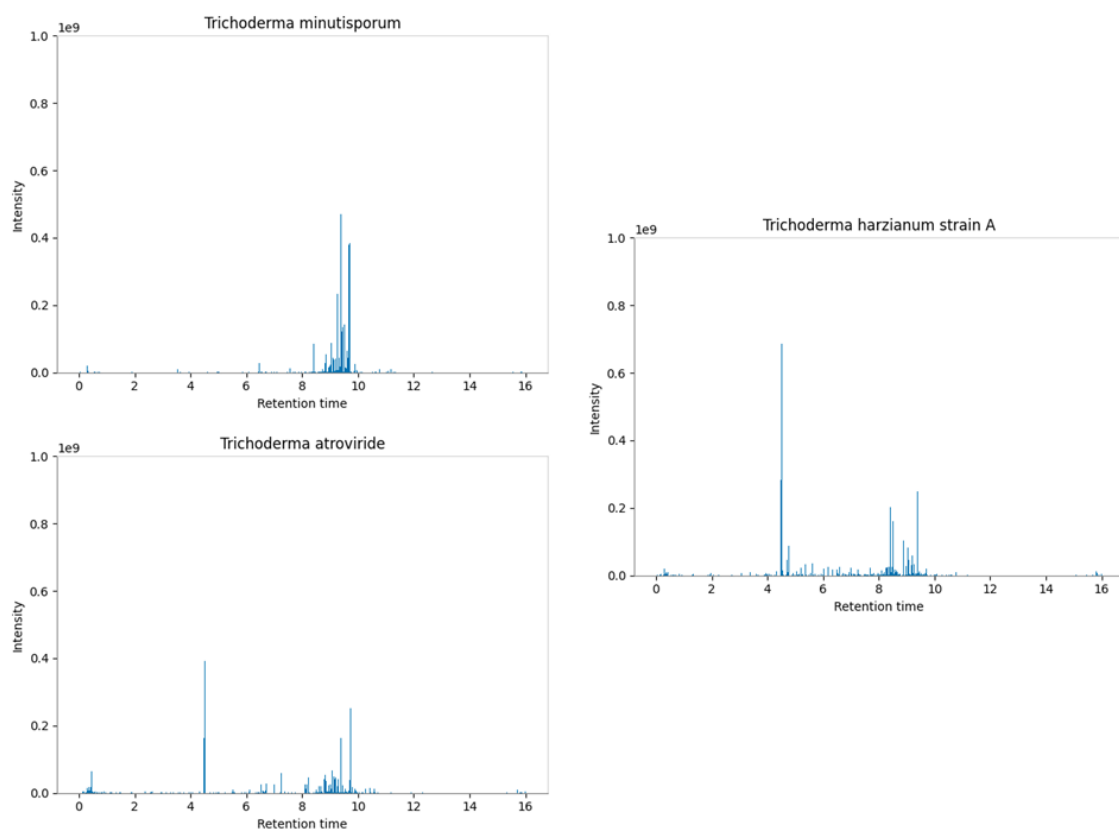 Trichoderma minutisporum
1e9
1.0
0.8
0.6
0.4
0.2
0.0
Intensity
0 2 4 6 8 10 12 14 16
Retention time
Trichoderma atroviride
1e9
1.0
0.8
0.6
0.4
0.2
0.0
Intensity
0 2 4 6 8 10 12 14 16
Retention time
Trichoderma harzianum strain A
1e9
1.0
0.8
0.6
0.4
0.2
0.0
Intensity
0 2 4 6 8 10 12 14 16
Retention time